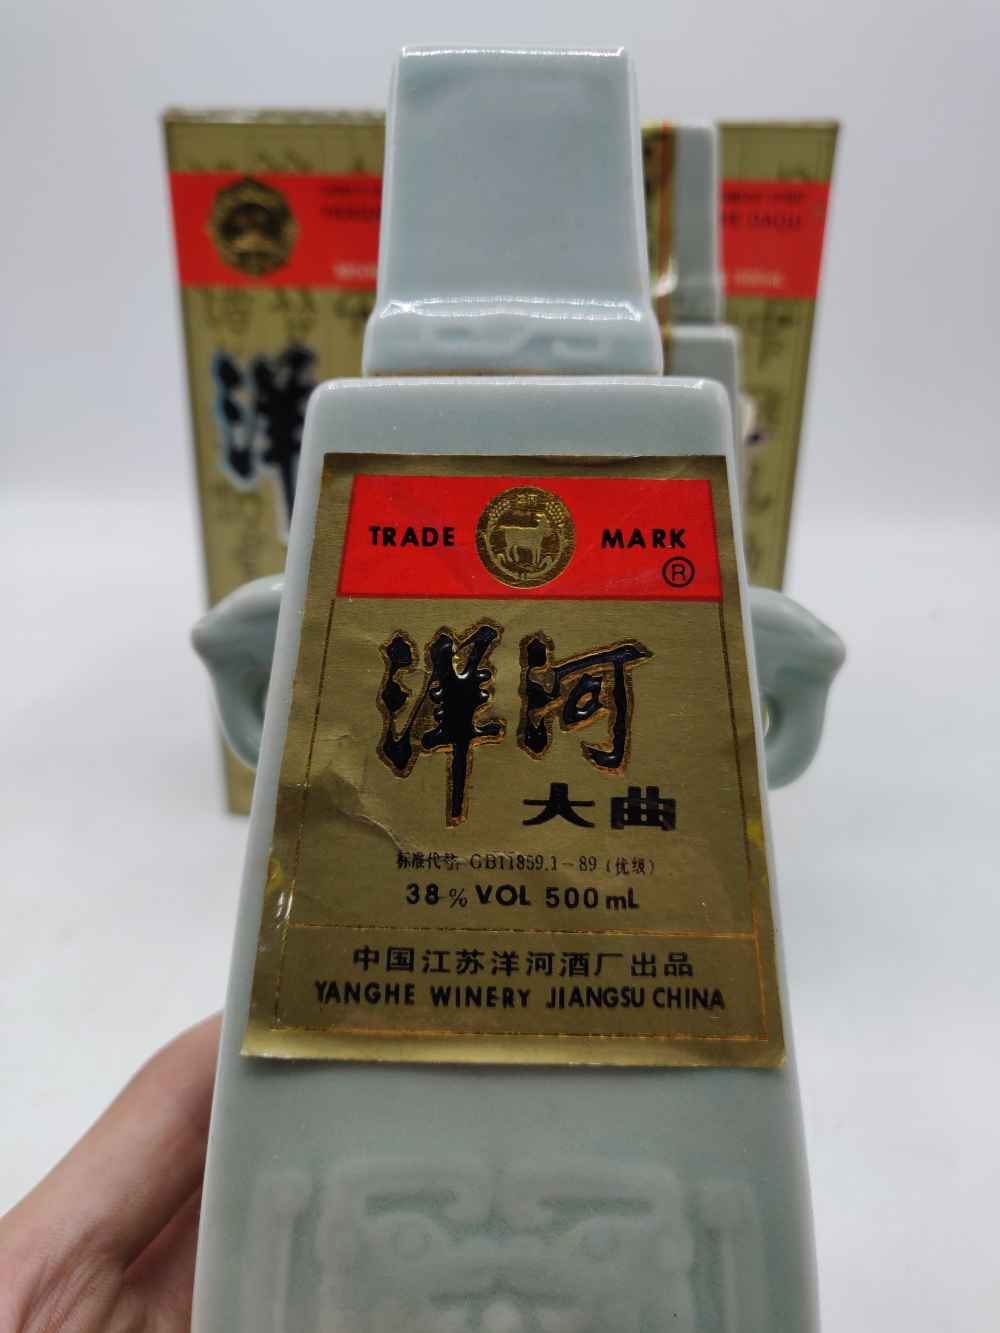 TRADE MARK
®
洋河
大曲
标准代号: GB11859.1-89 (优级)
38% VOL 500mL
中国江苏洋河酒厂出品
YANGHE WINERY JIANGSU CHINA
洋